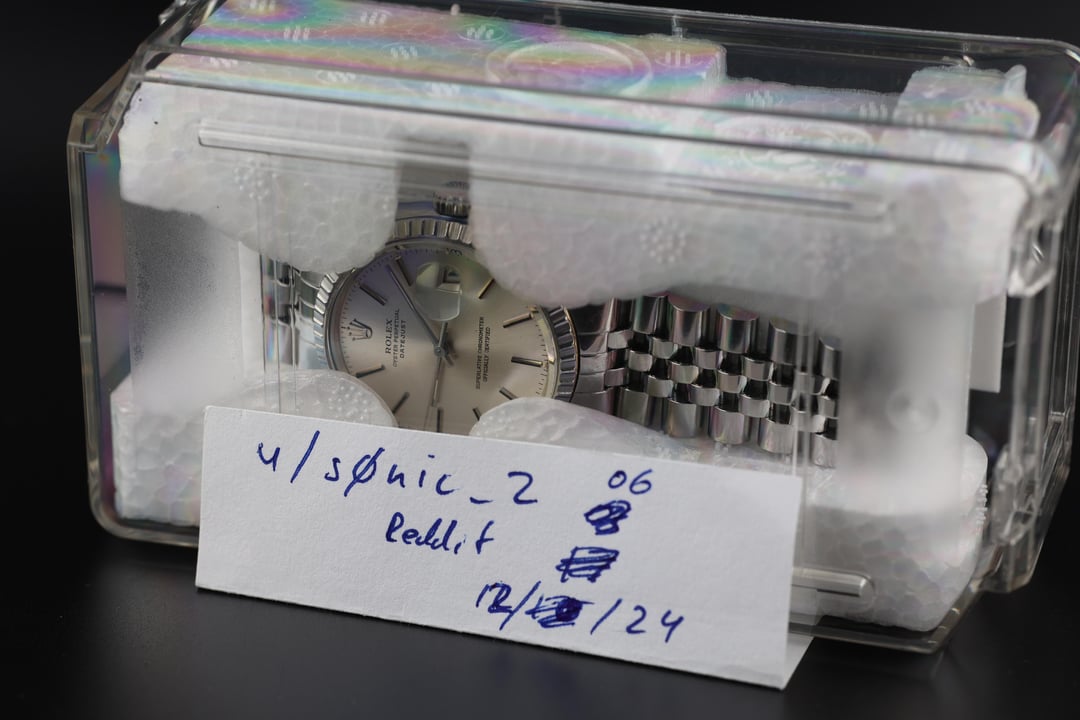 ROLEX
OYSTER PERPETUAL
DATEJUST
SUPERLATIVE CHRONOMETER
OFFICIALLY CERTIFIED
u/sønic_2
06
Reddit
12/ /24